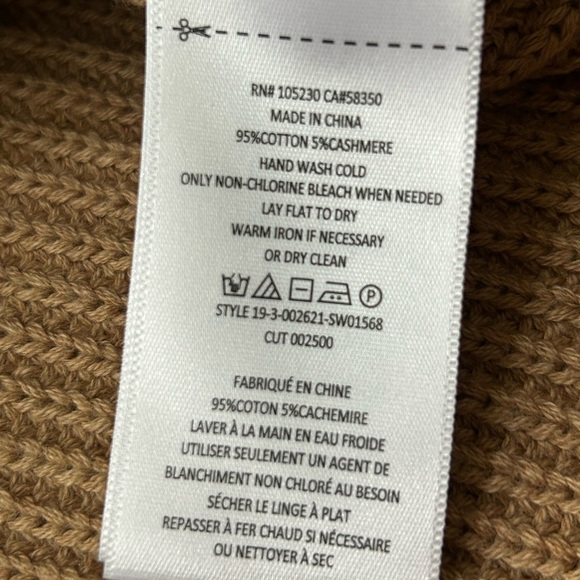 RN# 105230 CA#58350
MADE IN CHINA
95%COTTON 5%CASHMERE
HAND WASH COLD
ONLY NON-CHLORINE BLEACH WHEN NEEDED
LAY FLAT TO DRY
WARM IRON IF NECESSARY
OR DRY CLEAN
P
STYLE 19-3-002621-SW01568
CUT 002500
FABRIQUÉ EN CHINE
95%COTON 5%CACHEMIRE
LAVER À LA MAIN EN EAU FROIDE
UTILISER SEULEMENT UN AGENT DE
BLANCHIMENT NON CHLORÉ AU BESOIN
SÉCHER LE LINGE À PLAT
REPASSER À FER CHAUD SI NÉCESSAIRE
OU NETTOYER À SEC